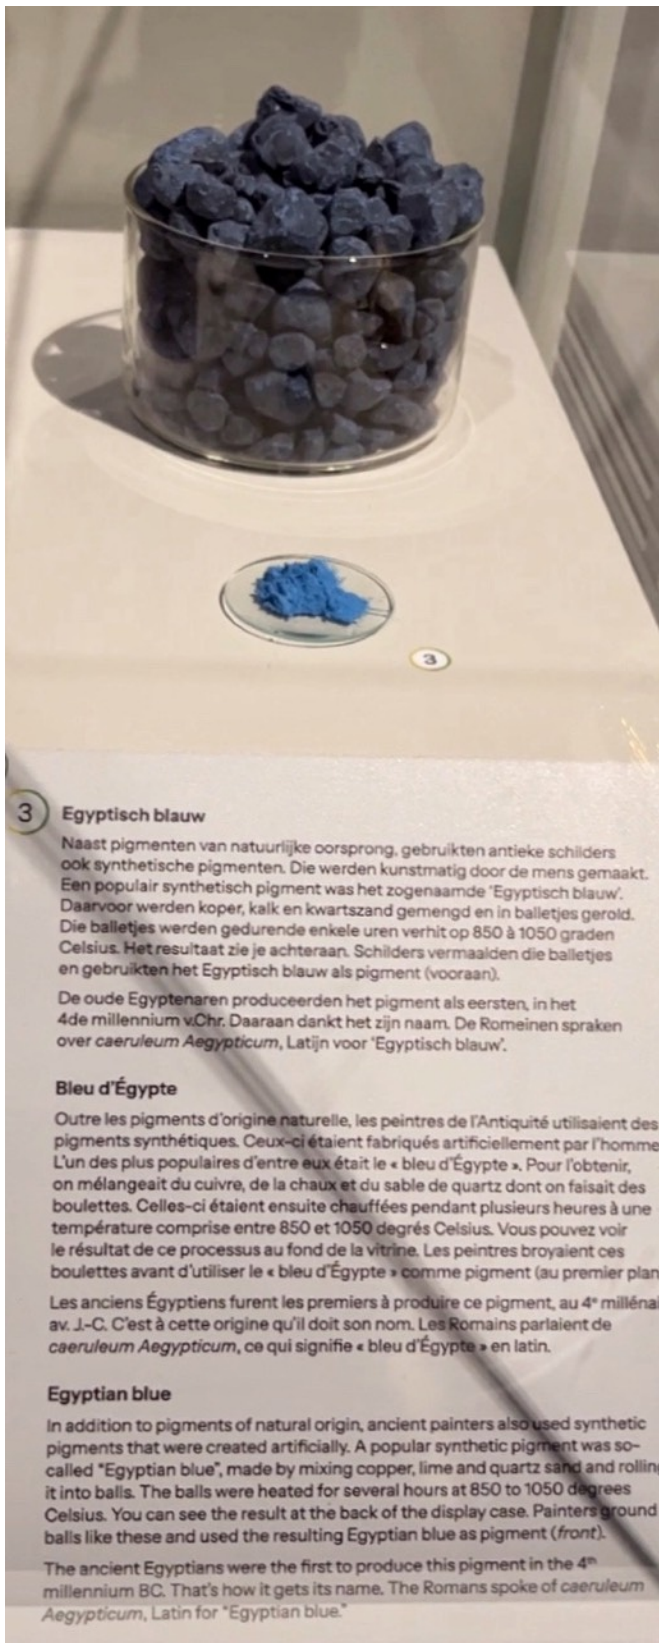 3
3
Egyptisch blauw
Naast pigmenten van natuurlijke oorsprong, gebruikten antieke schilders
ook synthetische pigmenten. Die werden kunstmatig door de mens gemaakt.
Een populair synthetisch pigment was het zogenaamde 'Egyptisch blauw'.
Daarvoor werden koper, kalk en kwartszand gemengd en in balletjes gerold.
Die balletjes werden gedurende enkele uren verhit op 850 à 1050 graden
Celsius. Het resultaat zie je achteraan. Schilders vermaalden die balletjes
en gebruikten het Egyptisch blauw als pigment (vooraan).
De oude Egyptenaren produceerden het pigment als eersten, in het
4de millennium v.Chr. Daaraan dankt het zijn naam. De Romeinen spraken
over caeruleum Aegypticum, Latijn voor 'Egyptisch blauw'.
Bleu d'Égypte
Outre les pigments d'origine naturelle, les peintres de l'Antiquité utilisaient des
pigments synthétiques. Ceux-ci étaient fabriqués artificiellement par l'homme
L'un des plus populaires d'entre eux était le « bleu d'Égypte ». Pour l'obtenir,
on mélangeait du cuivre, de la chaux et du sable de quartz dont on faisait des
boulettes. Celles-ci étaient ensuite chauffées pendant plusieurs heures à une
température comprise entre 850 et 1050 degrés Celsius. Vous pouvez voir
le résultat de ce processus au fond de la vitrine. Les peintres broyaient ces
boulettes avant d'utiliser le « bleu d'Égypte » comme pigment (au premier plan
Les anciens Égyptiens furent les premiers à produire ce pigment, au 4e milléna
av. J.-C. C'est à cette origine qu'il doit son nom. Les Romains parlaient de
caeruleum Aegypticum, ce qui signifie « bleu d'Égypte » en latin.
Egyptian blue
In addition to pigments of natural origin, ancient painters also used synthetic
pigments that were created artificially. A popular synthetic pigment was so-
called "Egyptian blue", made by mixing copper, lime and quartz sand and rolling
it into balls. The balls were heated for several hours at 850 to 1050 degrees
Celsius. You can see the result at the back of the display case. Painters ground
balls like these and used the resulting Egyptian blue as pigment (front).
The ancient Egyptians were the first to produce this pigment in the 4th
millennium BC. That's how it gets its name. The Romans spoke of caeruleum
Aegypticum, Latin for "Egyptian blue."